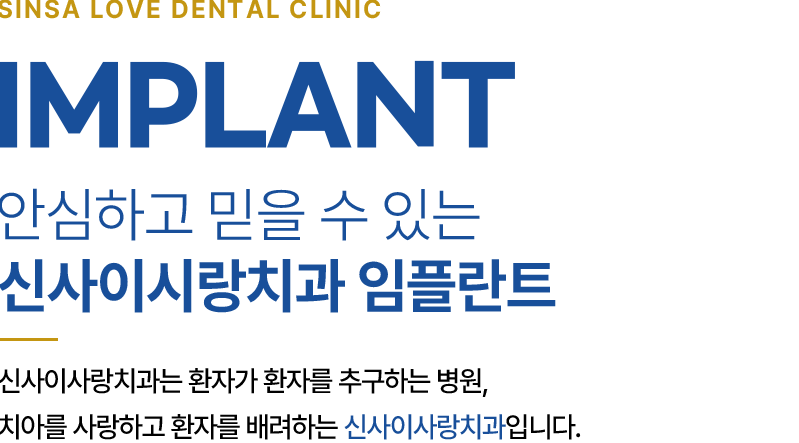 SINSA LOVE DENTAL CLINIC
IMPLANT
안심하고 믿을 수 있는
신사이시랑치과 임플란트
신사이사랑치과는 환자가 환자를 추구하는 병원,
치아를 사랑하고 환자를 배려하는 신사이사랑치과입니다.